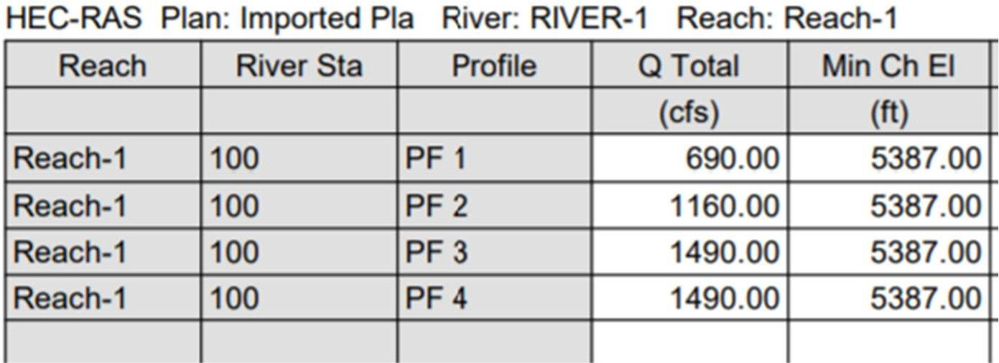 HEC-RAS Plan: Imported Pla River: RIVER-1 Reach: Reach-1
Reach River Sta Profile Q Total Min Ch El
(cfs) (ft)
Reach-1 100 PF 1 690.00 5387.00
Reach-1 100 PF 2 1160.00 5387.00
Reach-1 100 PF 3 1490.00 5387.00
Reach-1 100 PF 4 1490.00 5387.00